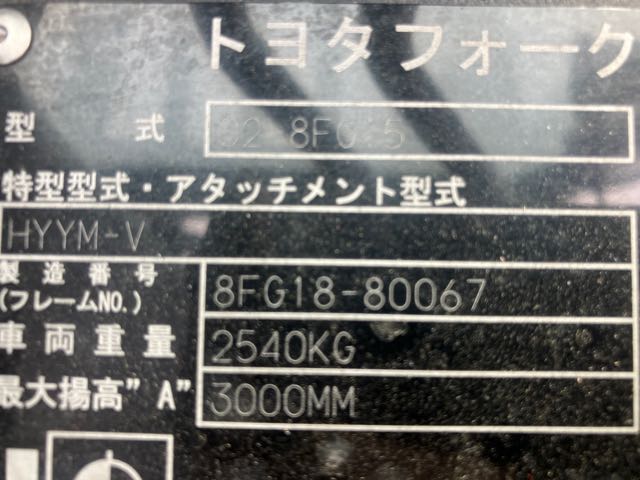 トヨタフォーク
型 式
特型型式・アタッチメント型式
HYYM-V
製造番号 8FG18-80067
(フレームNO.)
車両重量 2540KG
最大揚高"A" 3000MM